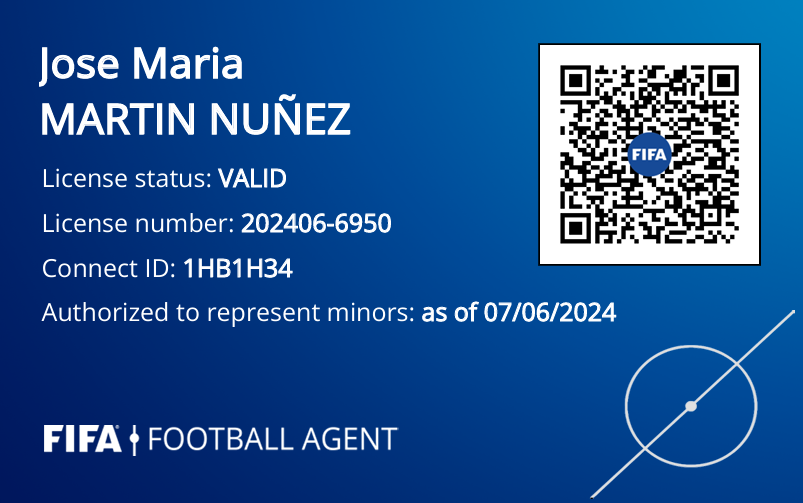 Jose Maria
MARTIN NUÑEZ
License status: VALID
License number: 202406-6950
Connect ID: 1HB1H34
Authorized to represent minors: as of 07/06/2024
FIFA
FIFA® FOOTBALL AGENT